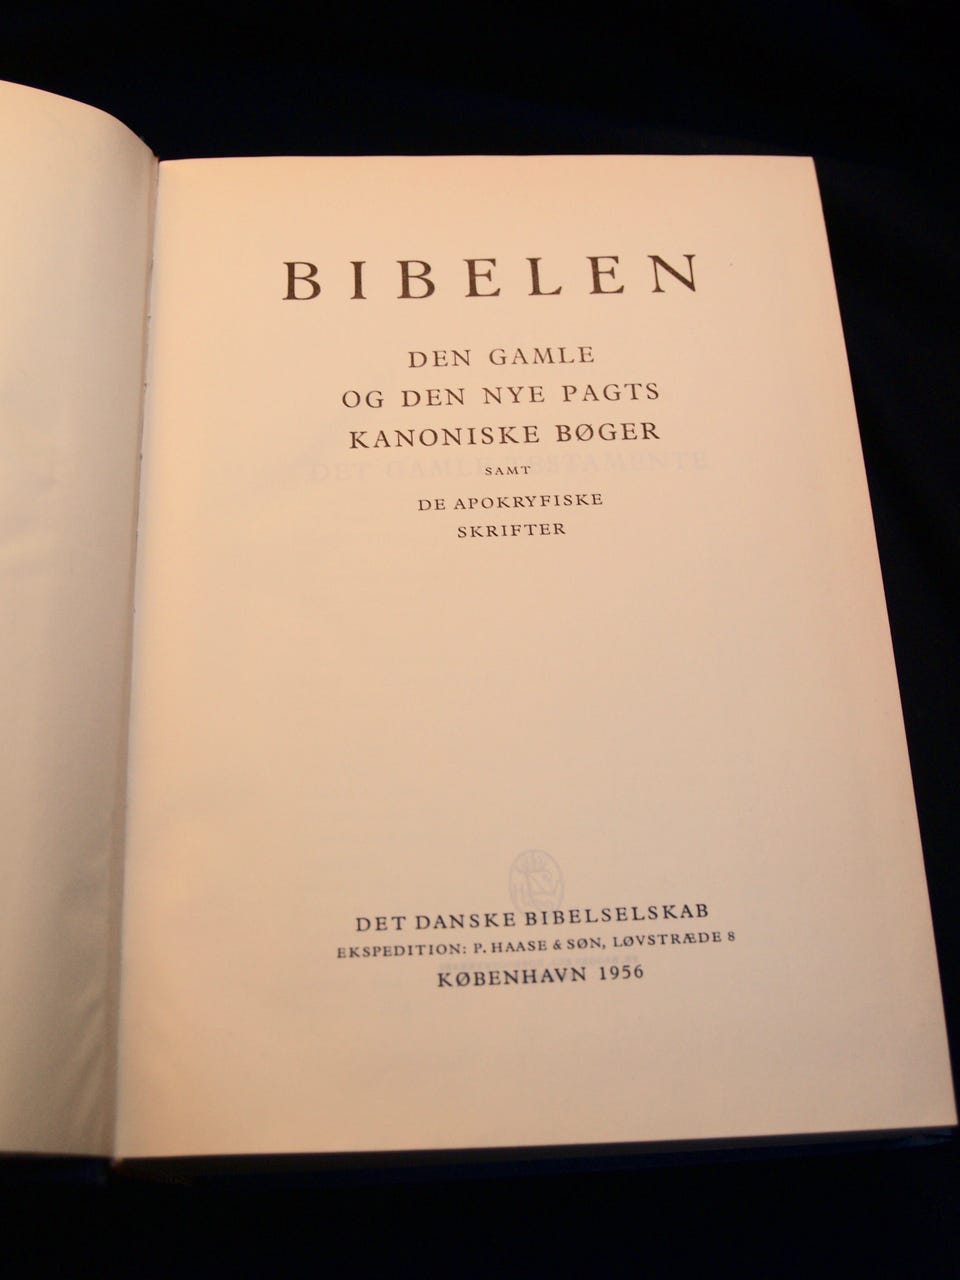 BIBELEN
DEN GAMLE
OG DEN NYE PAGTS
KANONISKE BØGER
SAMT
DE APOKRYFISKE
SKRIFTER
DET DANSKE BIBELSELSKAB
EKSPEDITION: P. HAASE & SØN, LØVSTRÆDE 8
KØBENHAVN 1956